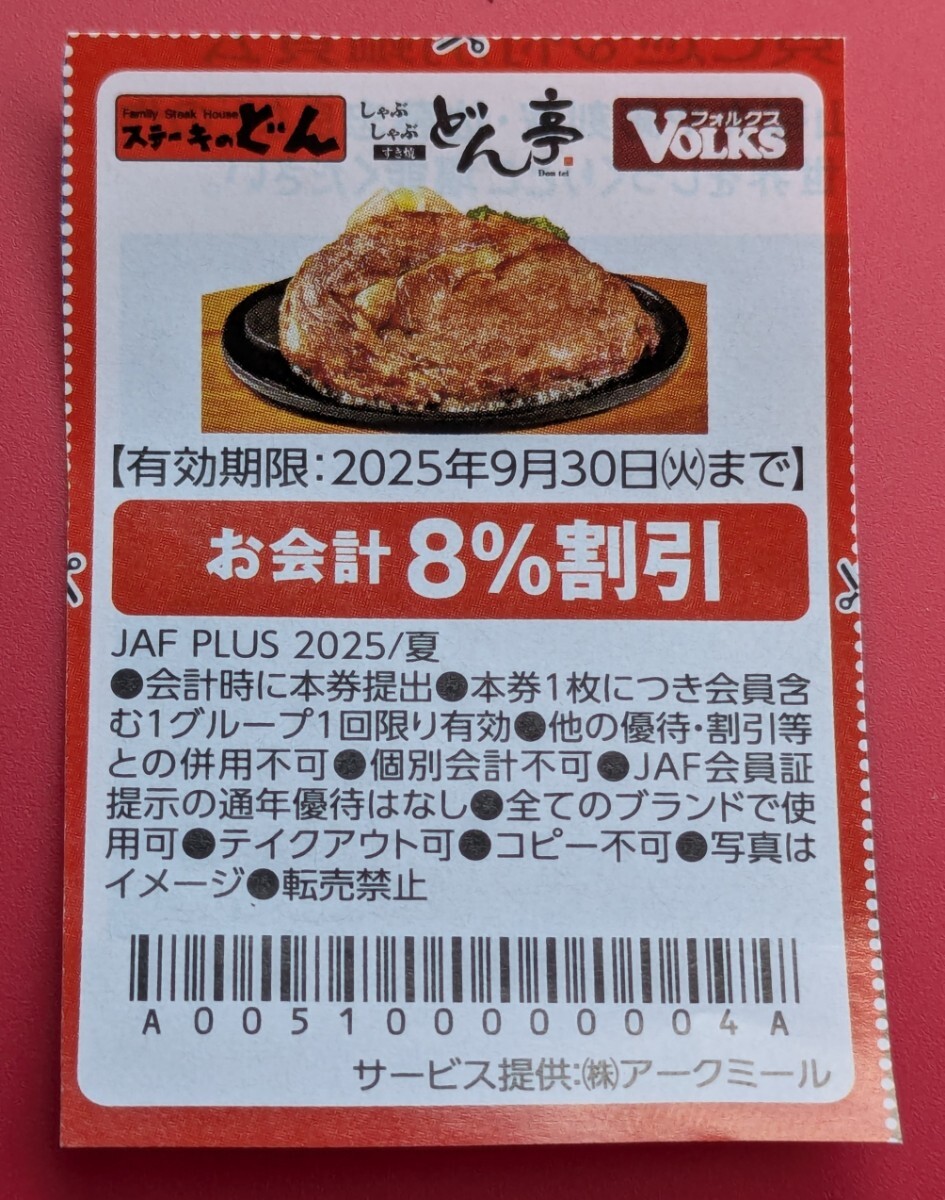 Family Steak House
ステーキのどん
しゃぶ
しゃぶ
すき焼
どん亭
Don tei
フォルクス
VOLKS
【有効期限:2025年9月30日㈫まで】
お会計 8%割引
JAF PLUS 2025/夏
●会計時に本券提出●本券1枚につき会員含
む1グループ1回限り有効●他の優待・割引等
との併用不可●個別会計不可●JAF会員証
提示の通年優待はなし●全てのブランドで使
用可●テイクアウト可●コピー不可●写真は
イメージ●転売禁止
A0051000000004A
サービス提供:㈱アークミール